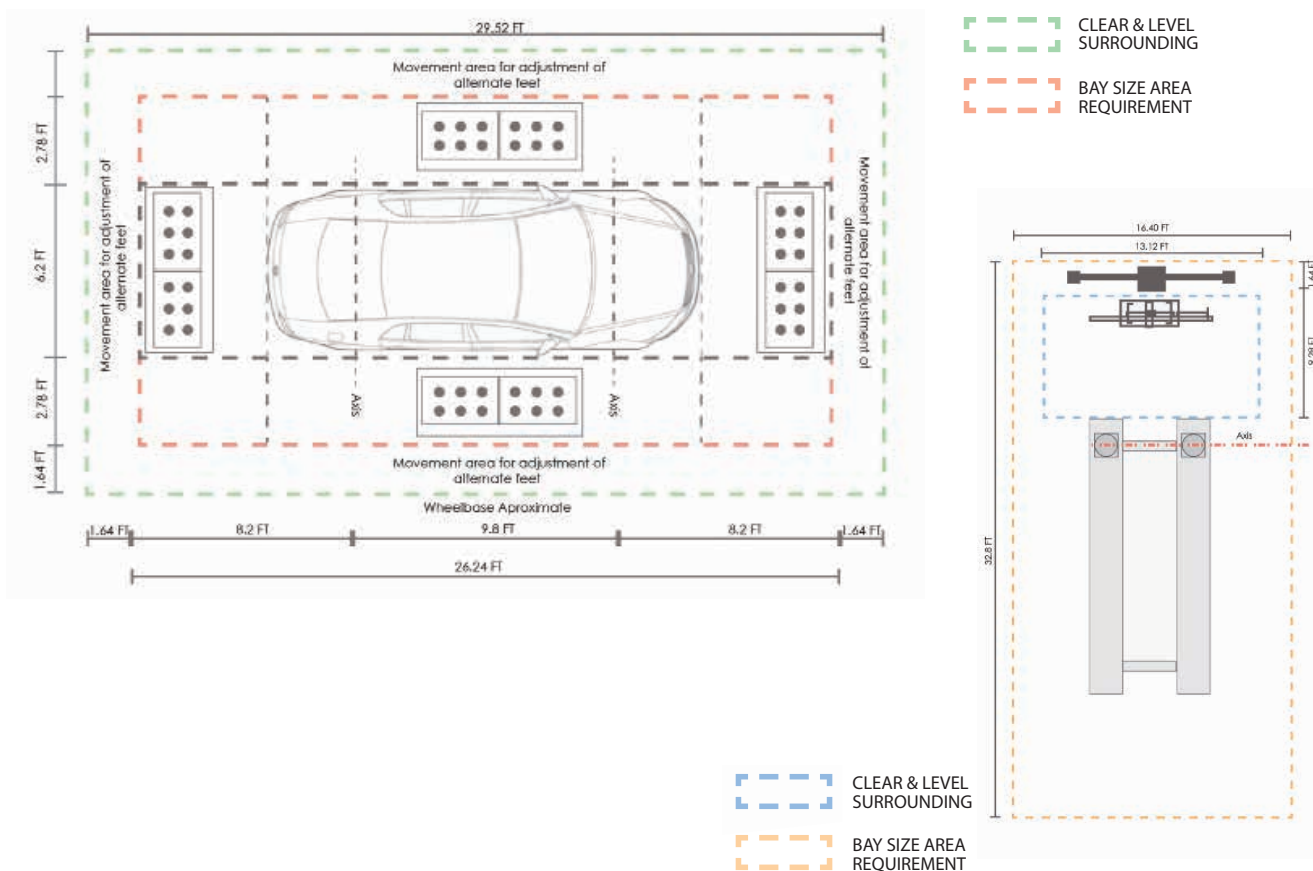 29.52 FT
Movement area for adjustment of
alternate feet
2.78 FT
6.2 FT
2.78 FT
1.64 FT
Movement area for adjustment of
alternate feet
Movement area for adjustment of
alternate feet
Axis
Axis
Movement area for adjustment of
alternate feet
Wheelbase Aproximate
1.64 FT
8.2 FT
9.8 FT
8.2 FT
1.64 FT
26.24 FT
CLEAR & LEVEL
SURROUNDING
BAY SIZE AREA
REQUIREMENT
16.40 FT
13.12 FT
9.28 FT
Axis
32.8 FT
CLEAR & LEVEL
SURROUNDING
BAY SIZE AREA
REQUIREMENT